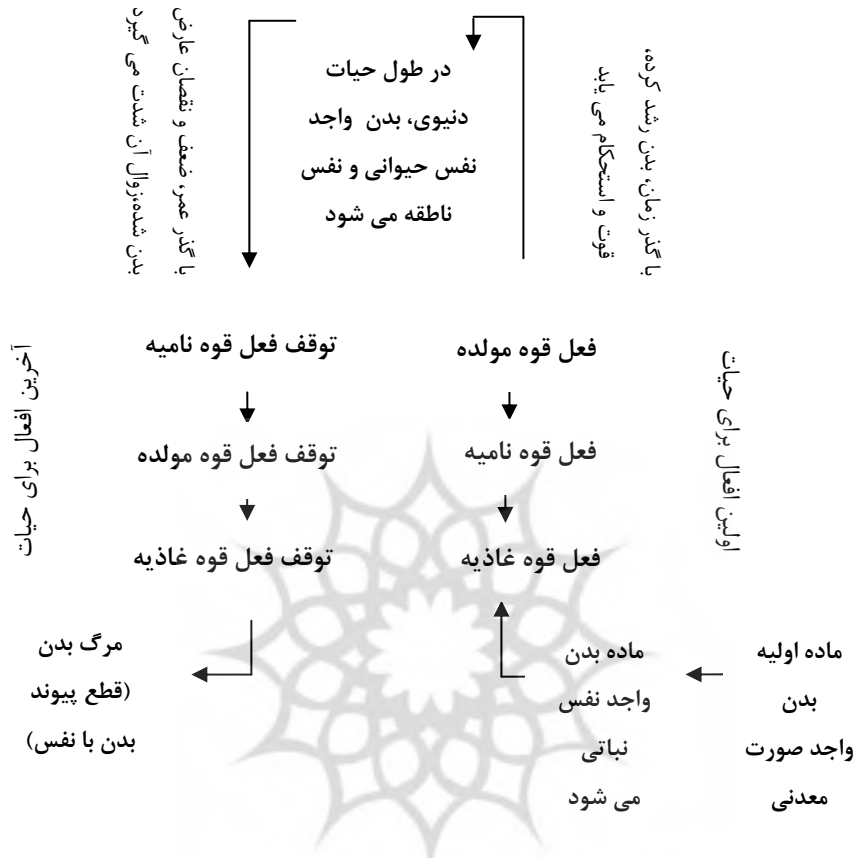 با گذر زمان، بدن رشد کرده،
قوت و استحکام می یابد
در طول حیات
دنیوی، بدن واجد
نفس حیوانی و نفس
ناطقه می شود
با گذر عمر، ضعف و نقصان عارض
بدن شده،زوال آن شدت می گیرد
اولین افعال برای حیات
فعل قوه مولده
فعل قوه نامیه
فعل قوه غاذیه
توقف فعل قوه نامیه
توقف فعل قوه مولده
توقف فعل قوه غاذیه
آخرین افعال برای حیات
ماده اولیه
بدن
واجد صورت
معدنی
ماده بدن
واجد نفس
نباتی
می شود
مرگ بدن
(قطع پیوند
بدن با نفس)